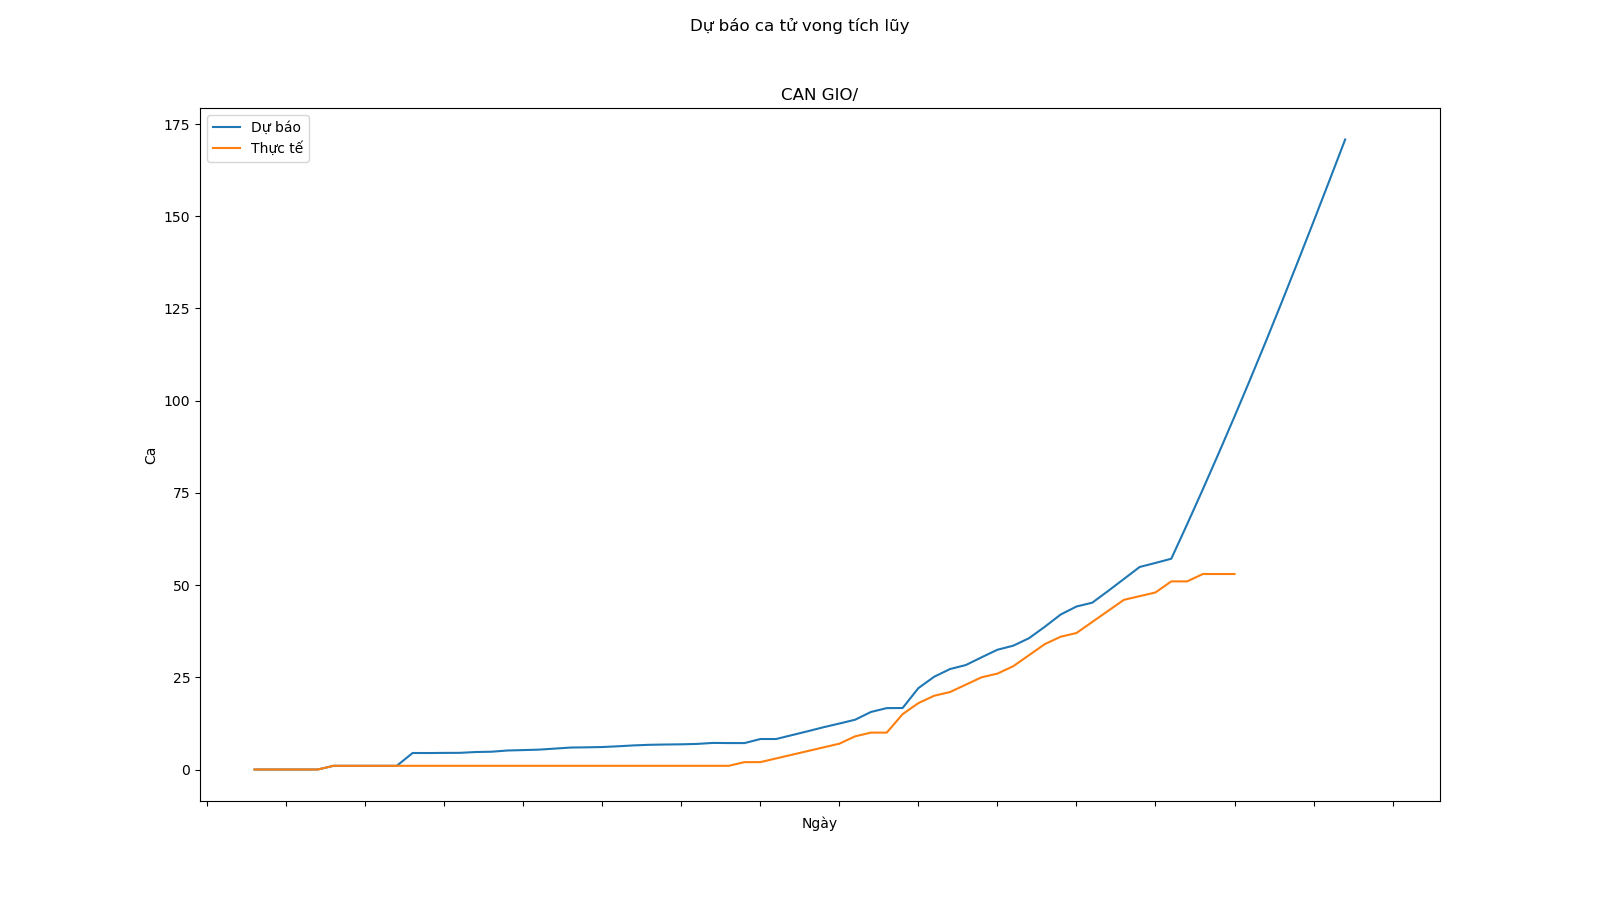 Dự báo ca tử vong tích lũy
CAN GIO/
Dự báo
Thực tế
175
150
125
100
75
50
25
0
Ca
Ngày